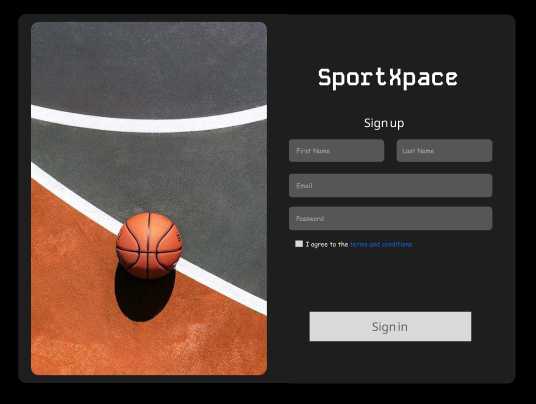 SportXpace
Sign up
First Name
Last Name
Email
Password
I agree to the terms and conditions
Sign in